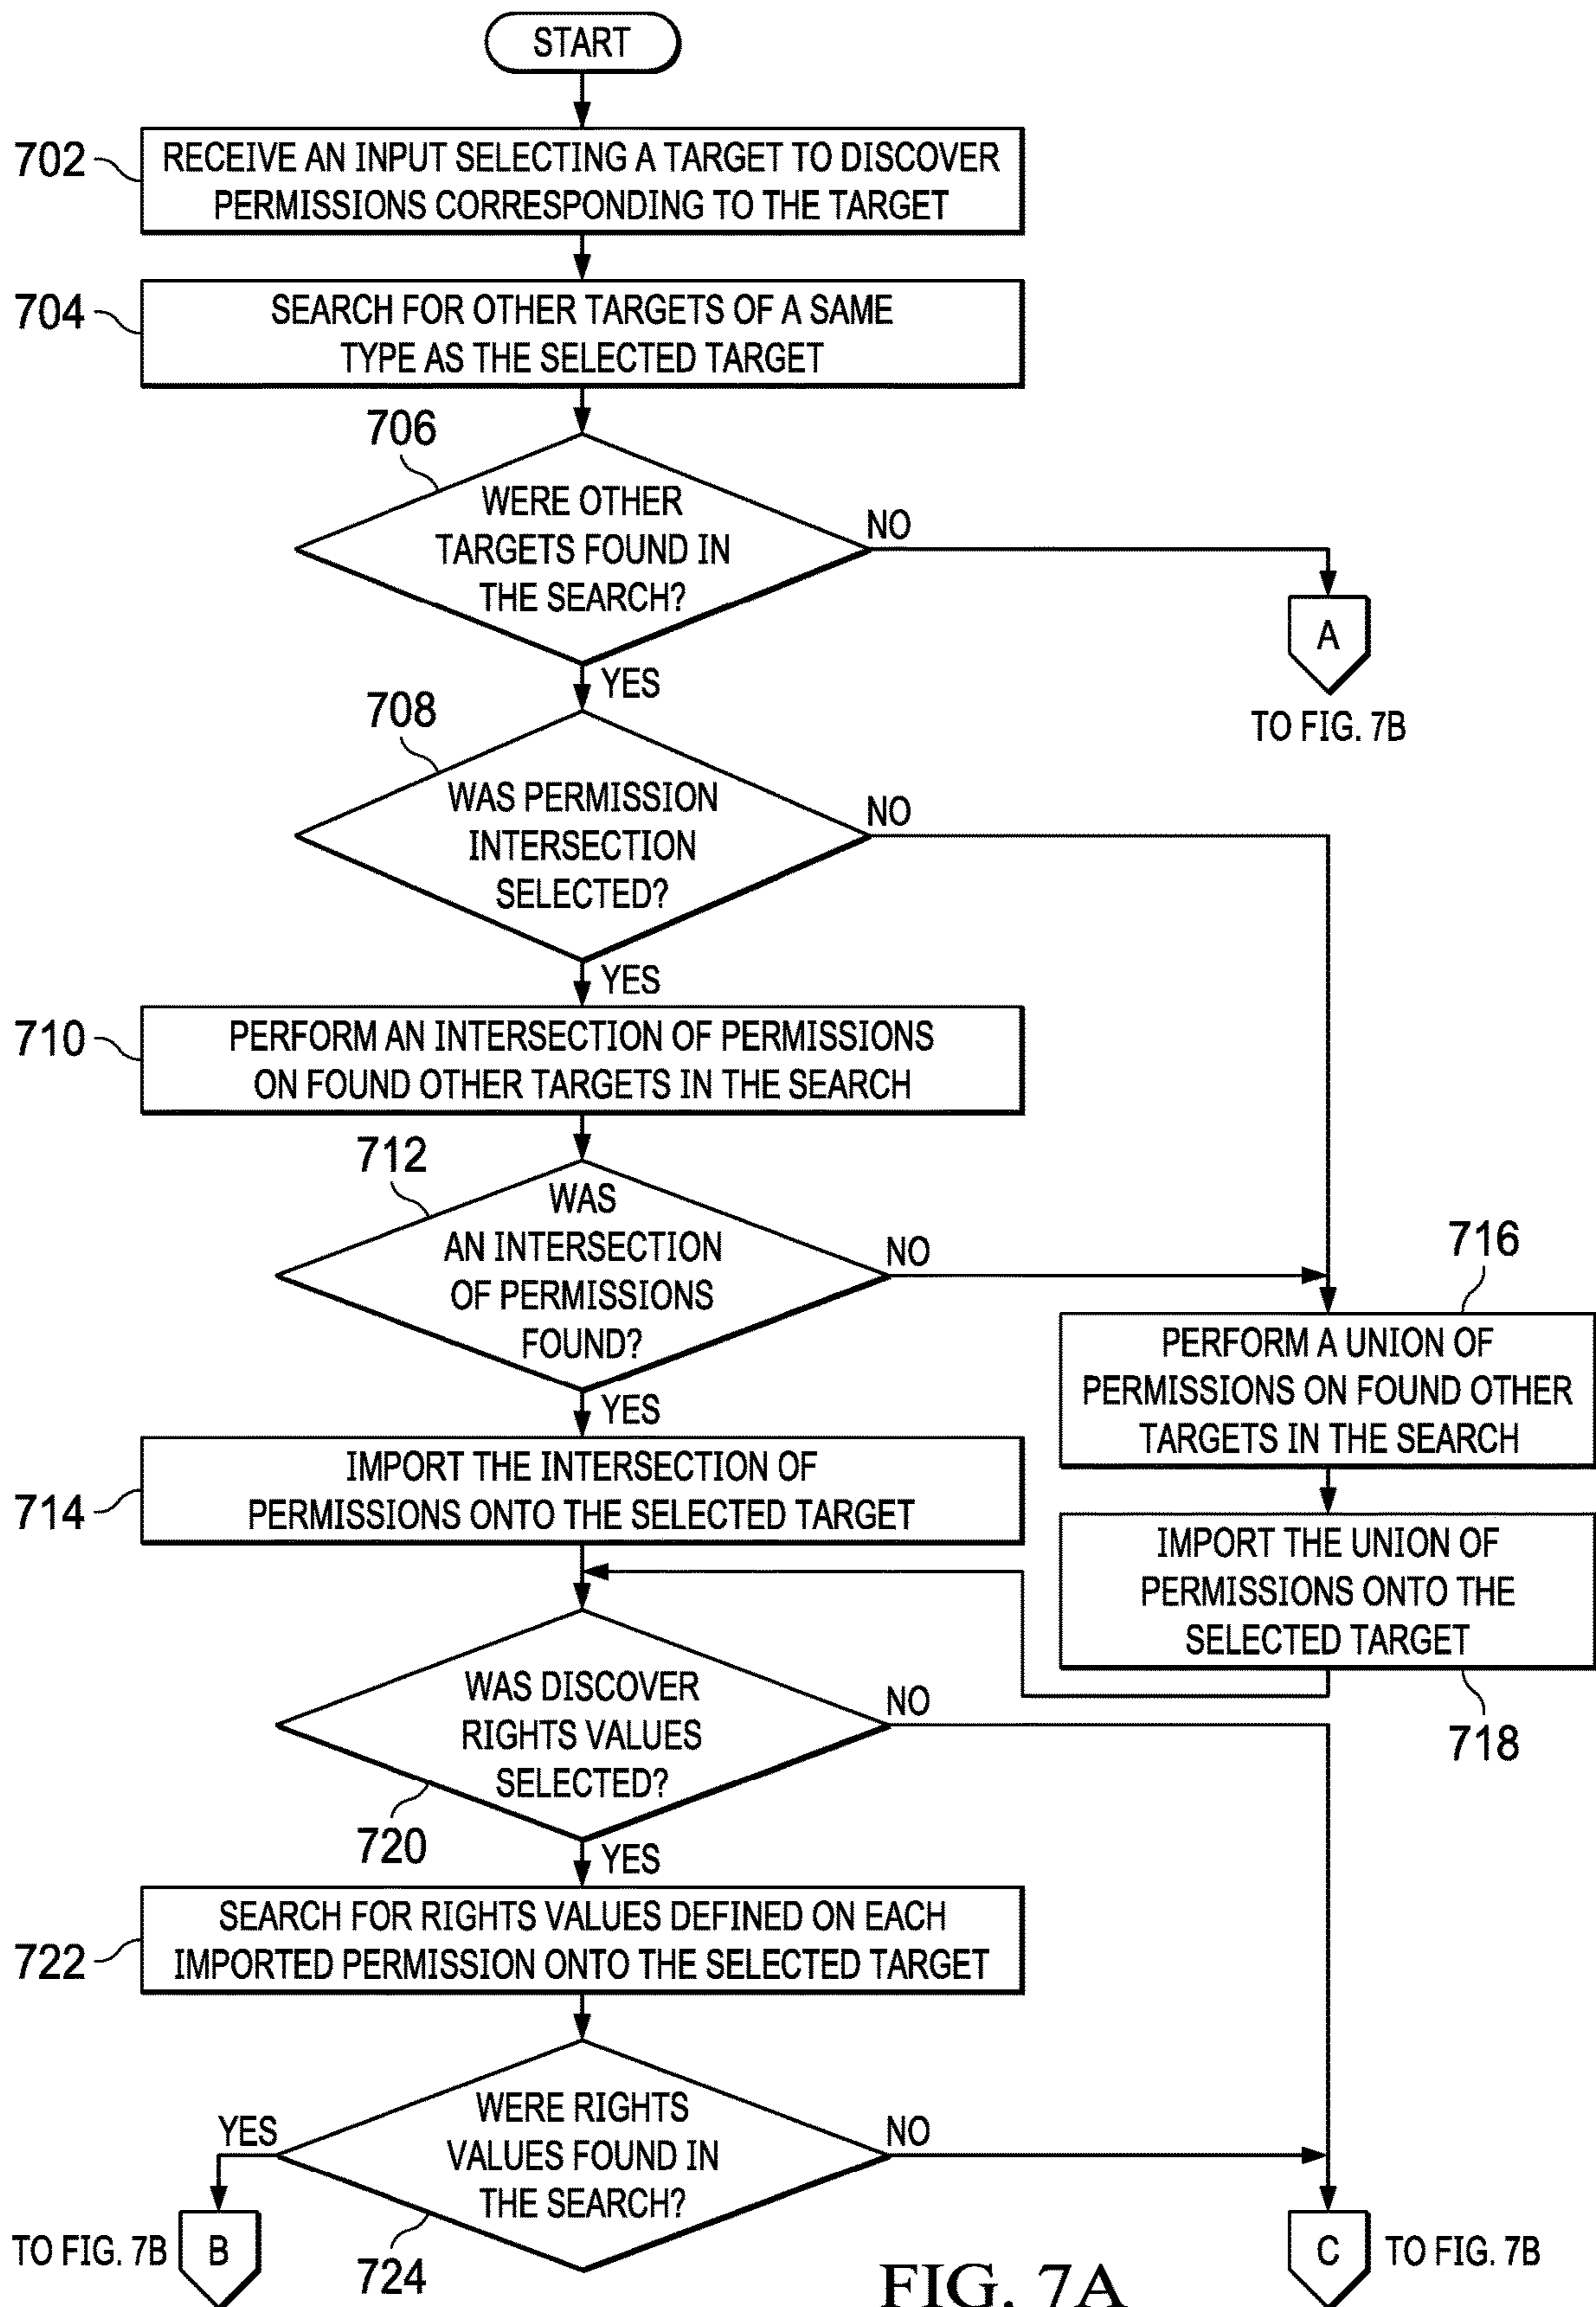 START
702
RECEIVE AN INPUT SELECTING A TARGET TO DISCOVER
PERMISSIONS CORRESPONDING TO THE TARGET
704
SEARCH FOR OTHER TARGETS OF A SAME
TYPE AS THE SELECTED TARGET
706
WERE OTHER
TARGETS FOUND IN
THE SEARCH?
NO
A
TO FIG. 7B
YES
708
WAS PERMISSION
INTERSECTION
SELECTED?
NO
YES
710
PERFORM AN INTERSECTION OF PERMISSIONS
ON FOUND OTHER TARGETS IN THE SEARCH
712
WAS
AN INTERSECTION
OF PERMISSIONS
FOUND?
NO
YES
716
PERFORM A UNION OF
PERMISSIONS ON FOUND OTHER
TARGETS IN THE SEARCH
714
IMPORT THE INTERSECTION OF
PERMISSIONS ONTO THE SELECTED TARGET
IMPORT THE UNION OF
PERMISSIONS ONTO THE
SELECTED TARGET
718
WAS DISCOVER
RIGHTS VALUES
SELECTED?
NO
720
YES
722
SEARCH FOR RIGHTS VALUES DEFINED ON EACH
IMPORTED PERMISSION ONTO THE SELECTED TARGET
WERE RIGHTS
VALUES FOUND IN
THE SEARCH?
YES
NO
724
TO FIG. 7B
B
C
TO FIG. 7B
FIG. 7A